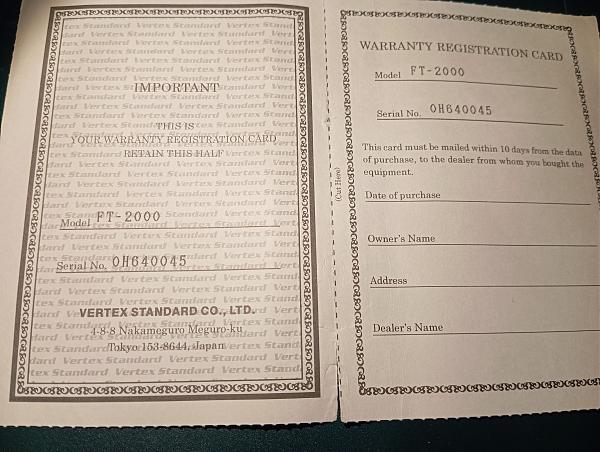 IMPORTANT
THIS IS
YOUR WARRANTY REGISTRATION CARD
RETAIN THIS HALF
Model FT-2000
Serial No. 0H640045
VERTEX STANDARD CO., LTD.
4-8-8 Nakameguro Meguro-ku
Tokyo 153-8644, Japan
(Cut Here)
WARRANTY REGISTRATION CARD
Model FT-2000
Serial No. 0H640045
This card must be mailed within 10 days from the data
of purchase, to the dealer from whom you bought the
equipment.
Date of purchase
Owner's Name
Address
Dealer's Name